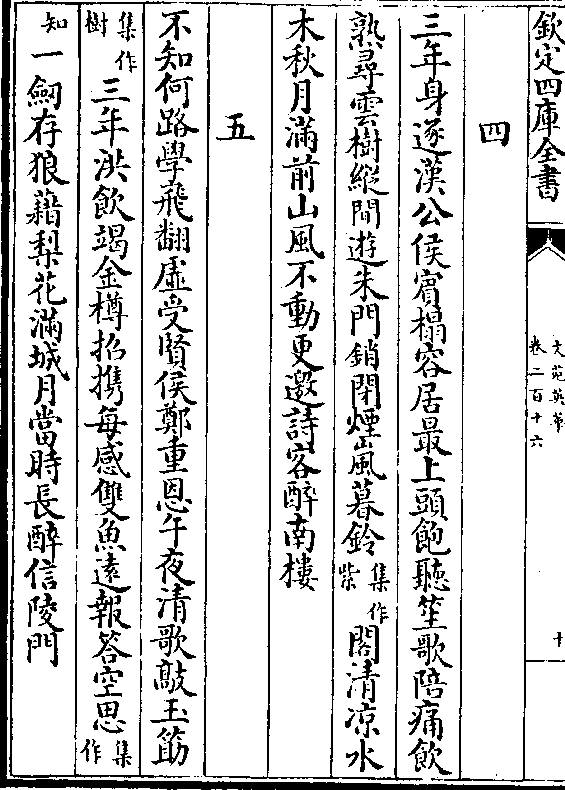 欽定四庫全書
文苑英華
卷二百十六
十
四
三年身逐漢公侯賓榻容居最上頭飽聽笙歌陪痛飲
熟尋雲樹縱閒遊朱門鎖閉煙嵐暮鈴集作紫閣清凉水
木秋月滿前山風不動更邀詩客醉南樓
五
不知何路學飛翻虛受賢侯鄭重恩午夜清歌敲玉筯
集作樹三年洪飲竭金樽招携每感雙魚遠報答空思集作
知一劒存狼藉梨花滿城月當時長醉信陵門